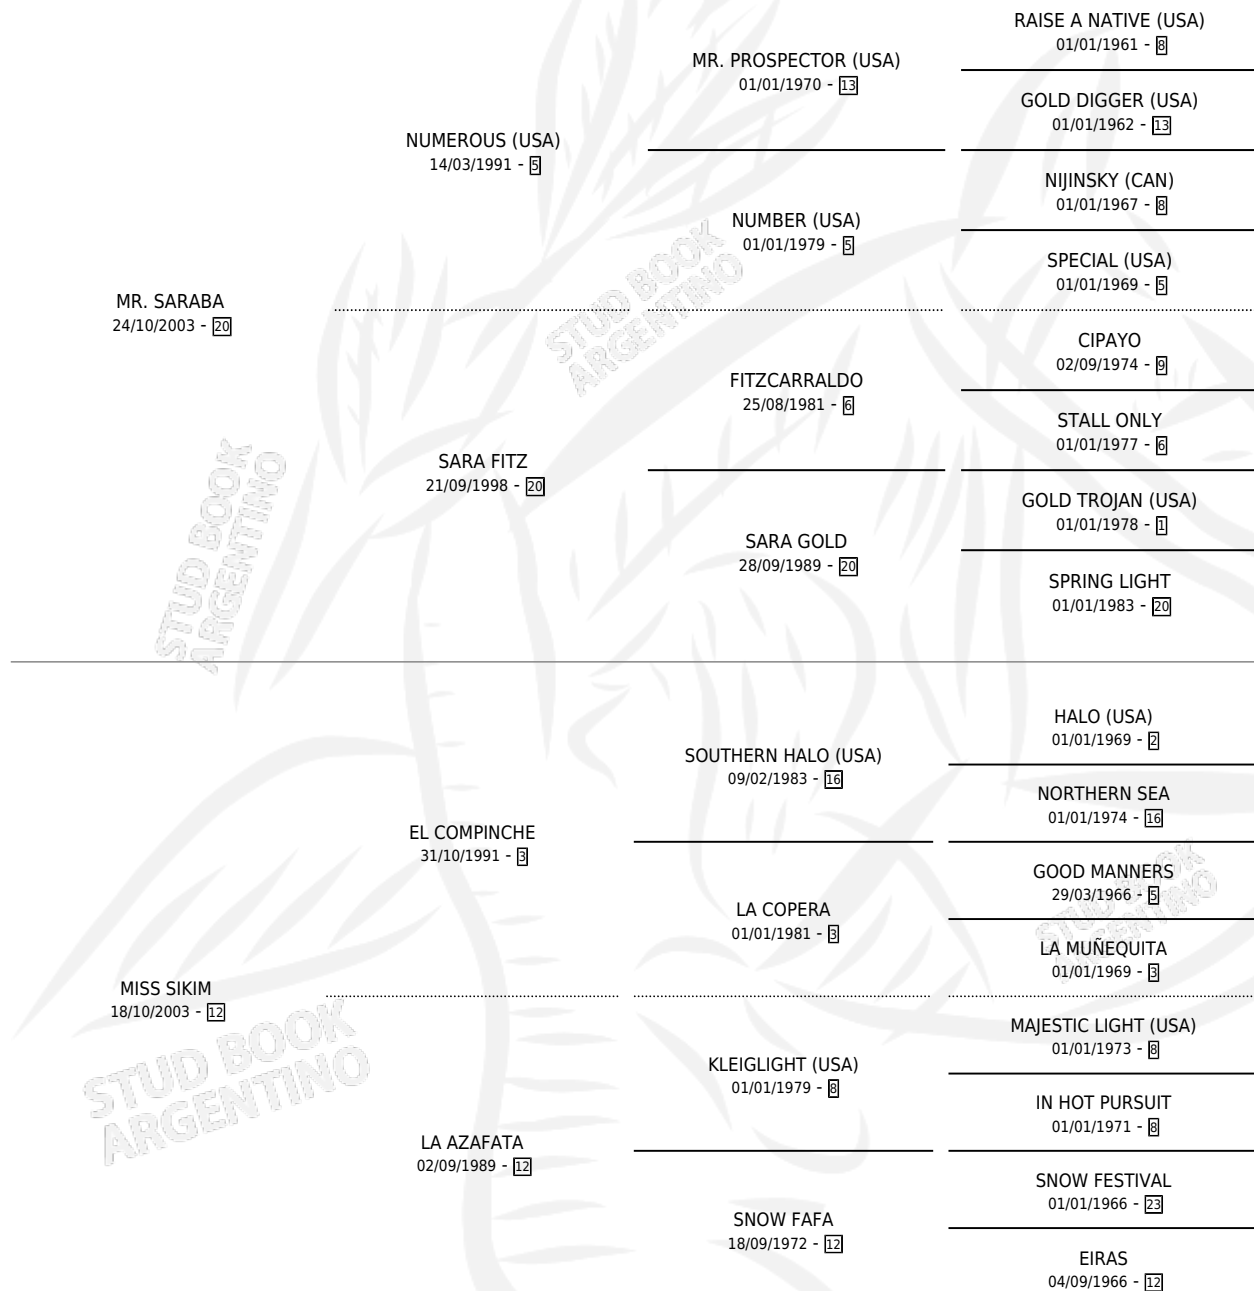 RAISE A NATIVE (USA)
01/01/1961 - 8
MR. PROSPECTOR (USA)
01/01/1970 - 13
GOLD DIGGER (USA)
01/01/1962 - 13
NUMEROUS (USA)
14/03/1991 - 5
NIJINSKY (CAN)
01/01/1967 - 8
NUMBER (USA)
01/01/1979 - 5
SPECIAL (USA)
01/01/1969 - 5
MR. SARABA
24/10/2003 - 20
STUD BOOK
ARGENTINO
CIPAYO
02/09/1974 - 9
FITZCARRALDO
25/08/1981 - 6
STALL ONLY
01/01/1977 - 6
SARA FITZ
21/09/1998 - 20
GOLD TROJAN (USA)
01/01/1978 - 1
SARA GOLD
28/09/1989 - 20
SPRING LIGHT
01/01/1983 - 20
STUD BOOK
ARGENTINO
HALO (USA)
01/01/1969 - 2
SOUTHERN HALO (USA)
09/02/1983 - 16
NORTHERN SEA
01/01/1974 - 16
EL COMPINCHE
31/10/1991 - 3
GOOD MANNERS
29/03/1966 - 5
LA COPERA
01/01/1981 - 3
STUD BOOK
ARGENTINO
LA MUÑEQUITA
01/01/1969 - 3
MISS SIKIM
18/10/2003 - 12
STUD BOOK
ARGENTINO
MAJESTIC LIGHT (USA)
01/01/1973 - 8
KLEIGLIGHT (USA)
01/01/1979 - 8
IN HOT PURSUIT
01/01/1971 - 8
LA AZAFATA
02/09/1989 - 12
SNOW FESTIVAL
01/01/1966 - 23
SNOW FAFA
18/09/1972 - 12
EIRAS
04/09/1966 - 12